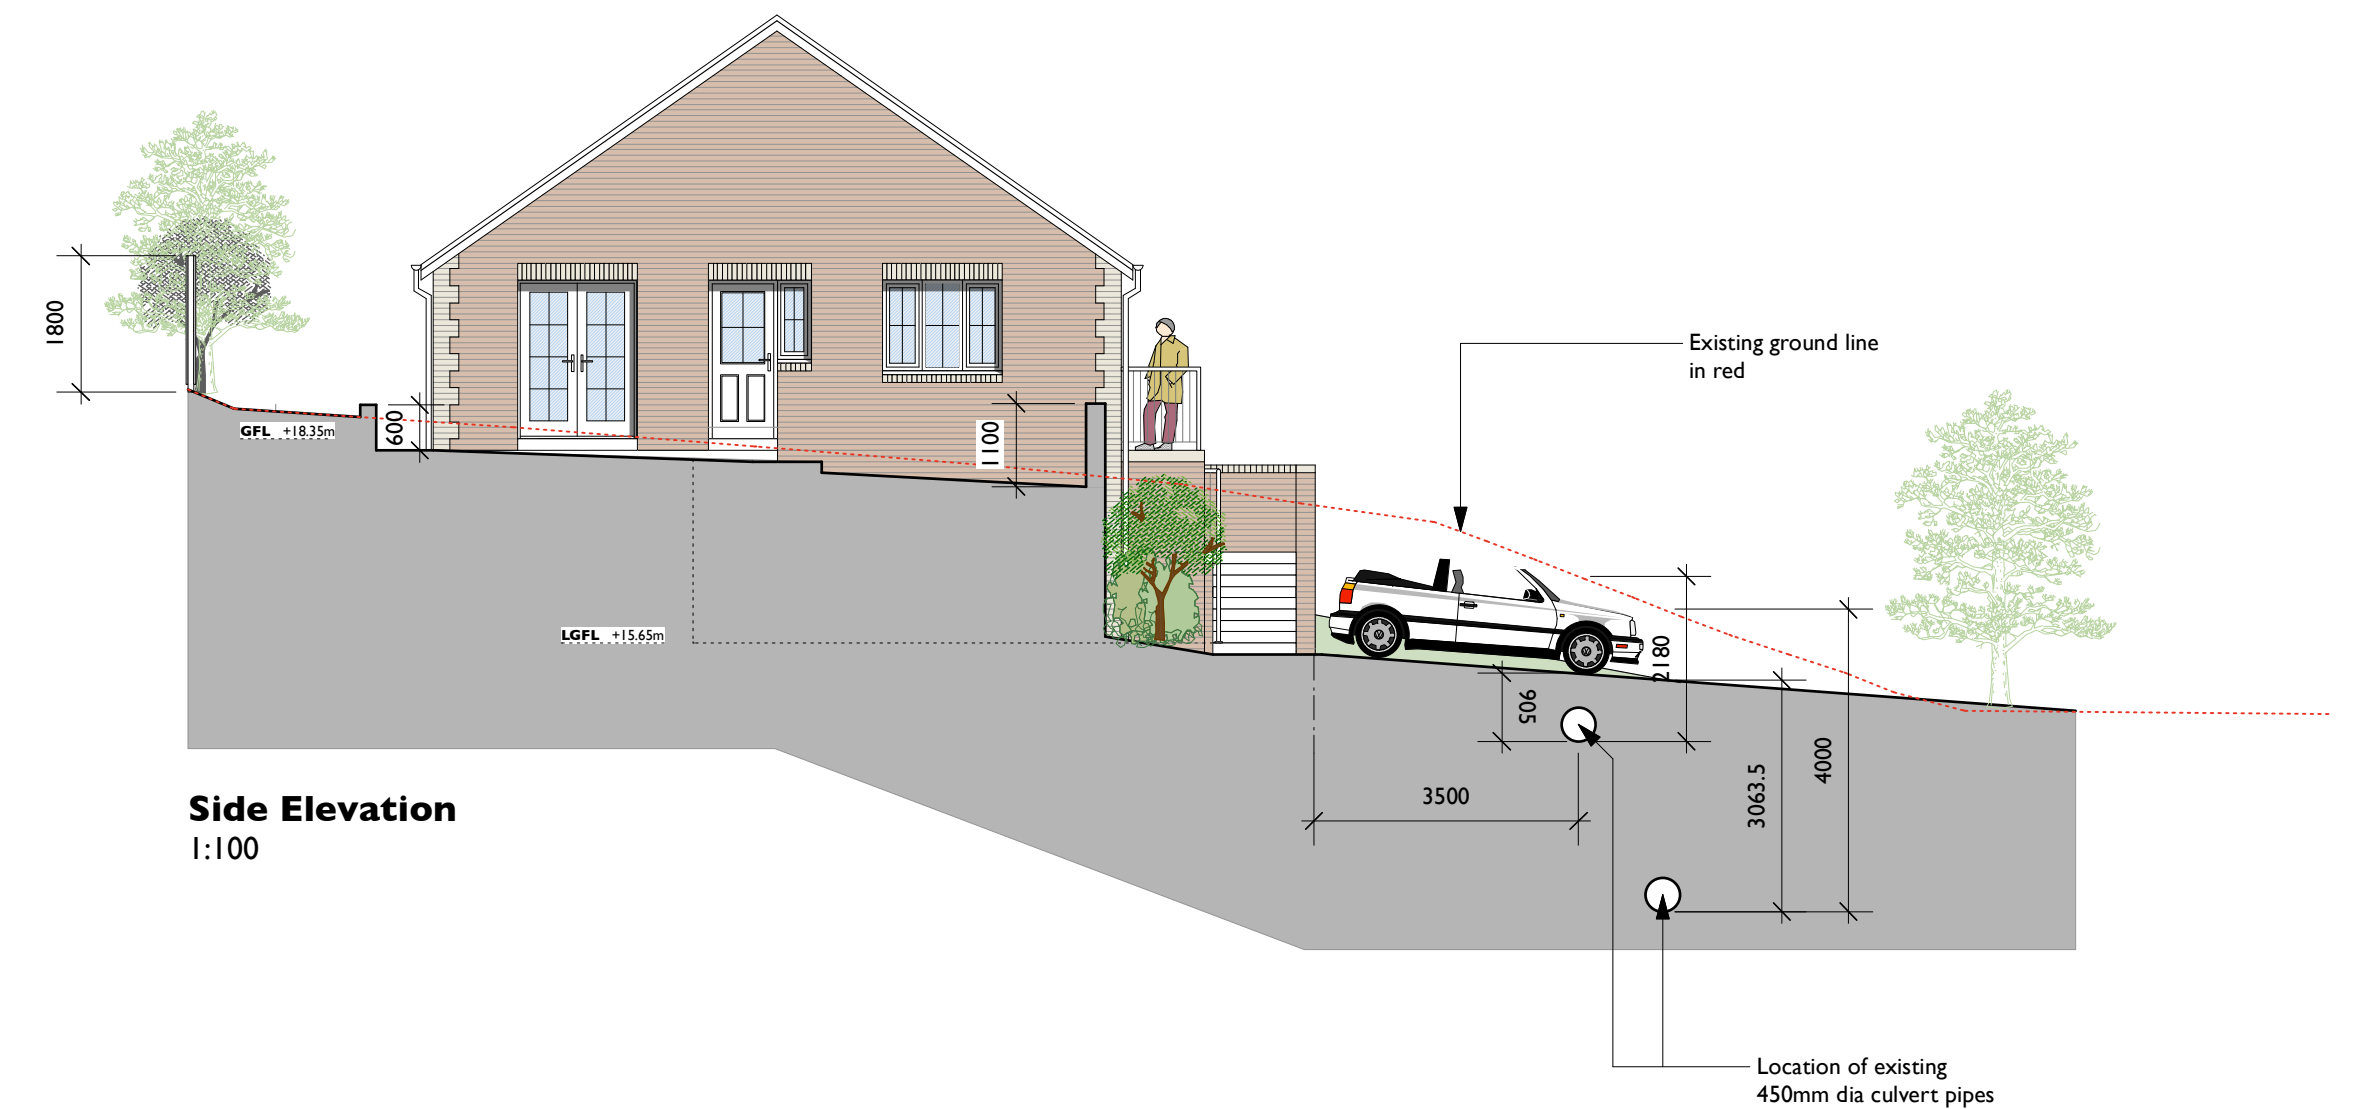 1800
Existing ground line
in red
600
GFL +18.35m
1100
LGFL +15.65m
2180
905
3500
3063.5
4000
Side Elevation
1:100
Location of existing
450mm dia culvert pipes